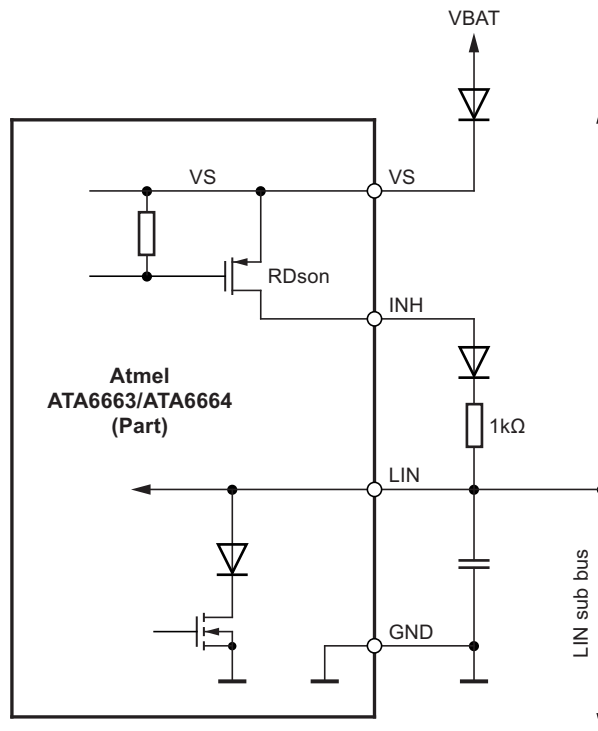 VBAT
VS
VS
RDson
INH
Atmel
ATA6663/ATA6664
(Part)
1kΩ
LIN
GND
LIN sub bus